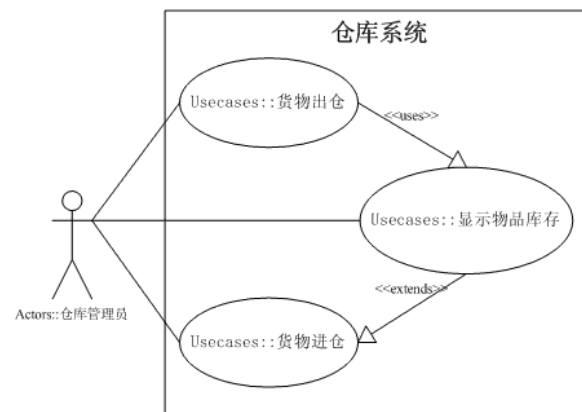 仓库系统
Usecases::货物出仓
<<uses>>
Usecases::显示物品库存
<<extends>>
Actors::仓库管理员
Usecases::货物进仓